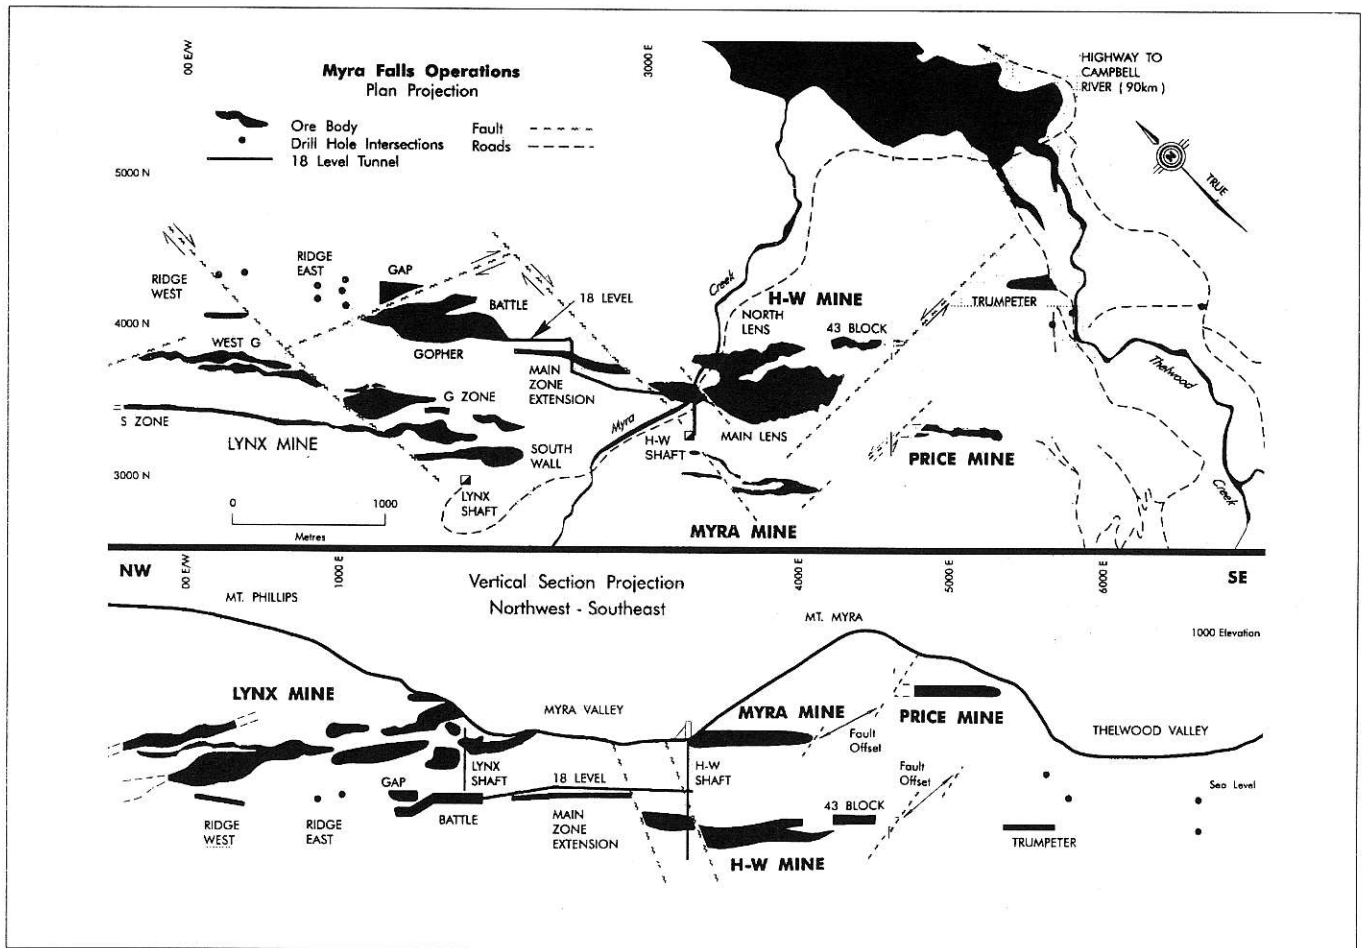 00 E/W
3000 E
Myra Falls Operations
Plan Projection
Ore Body
Drill Hole Intersections
18 Level Tunnel
Fault
Roads
HIGHWAY TO
CAMPBELL
RIVER (90km)
N
TRUE
5000 N
4000 N
3000 N
RIDGE
WEST
RIDGE
EAST
GAP
BATTLE
18 LEVEL
GOPHER
WEST G
MAIN
ZONE
EXTENSION
G ZONE
S ZONE
LYNX MINE
SOUTH
WALL
LYNX
SHAFT
Creek
Myra
H-W MINE
NORTH
LENS
43 BLOCK
TRUMPETER
Thelwood
Creek
H-W
SHAFT
MAIN LENS
PRICE MINE
MYRA MINE
0
1000
Metres
NW
00 E/W
1000 E
Vertical Section Projection
Northwest - Southeast
4000 E
5000 E
6000 E
SE
MT. PHILLIPS
MT. MYRA
1000 Elevation
LYNX MINE
MYRA VALLEY
MYRA MINE
PRICE MINE
THELWOOD VALLEY
Fault
Offset
LYNX
SHAFT
H-W
SHAFT
GAP
18 LEVEL
Fault
Offset
Sea Level
RIDGE
WEST
RIDGE
EAST
BATTLE
MAIN
ZONE
EXTENSION
43 BLOCK
TRUMPETER
H-W MINE